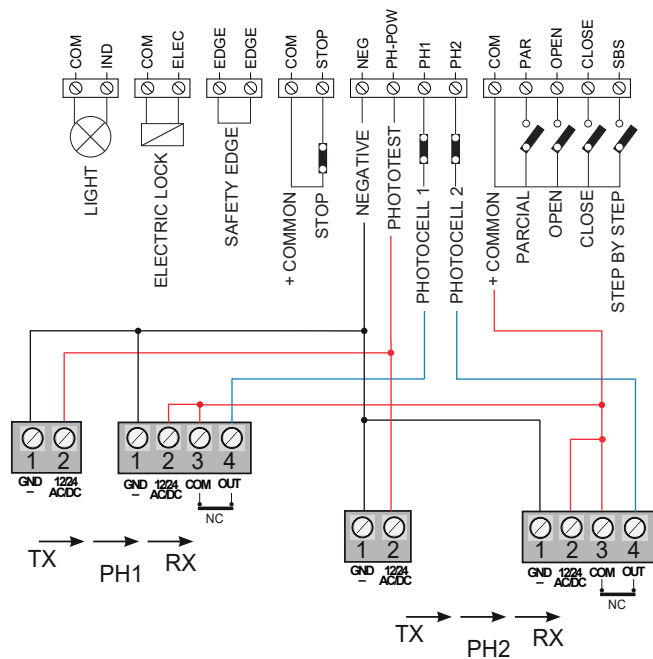 COM IND COM ELEC EDGE EDGE COM STOP NEG PH-POW PH1 PH2 COM PAR OPEN CLOSE SBS
LIGHT
ELECTRIC LOCK
SAFETY EDGE
+ COMMON
STOP
NEGATIVE
PHOTOTEST
PHOTOCELL 1
PHOTOCELL 2
+ COMMON
PARCIAL
OPEN
CLOSE
STEP BY STEP
1 2
GND – 12/24 AC/DC
1 2 3 4
GND – 12/24 AC/DC COM OUT
NC
TX PH1 RX
1 2
GND – 12/24 AC/DC
1 2 3 4
GND – 12/24 AC/DC COM OUT
NC
TX PH2 RX